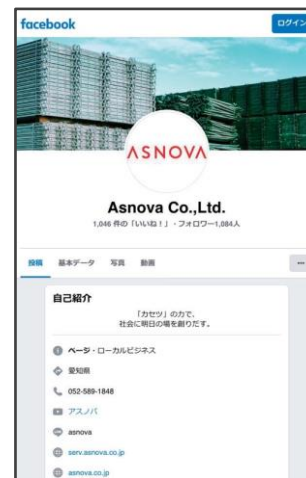 facebook
ログイン
ASNOVA
Asnova Co.,Ltd.
1,046 件の「いいね！」・フォロワー1,084人
投稿 基本データ 写真 動画
自己紹介
「カセツ」の力で、
社会に明日の場を創りだす。
ページ・ローカルビジネス
愛知県
052-589-1848
アスノバ
asnova
serv.asnova.co.jp
asnova.co.jp